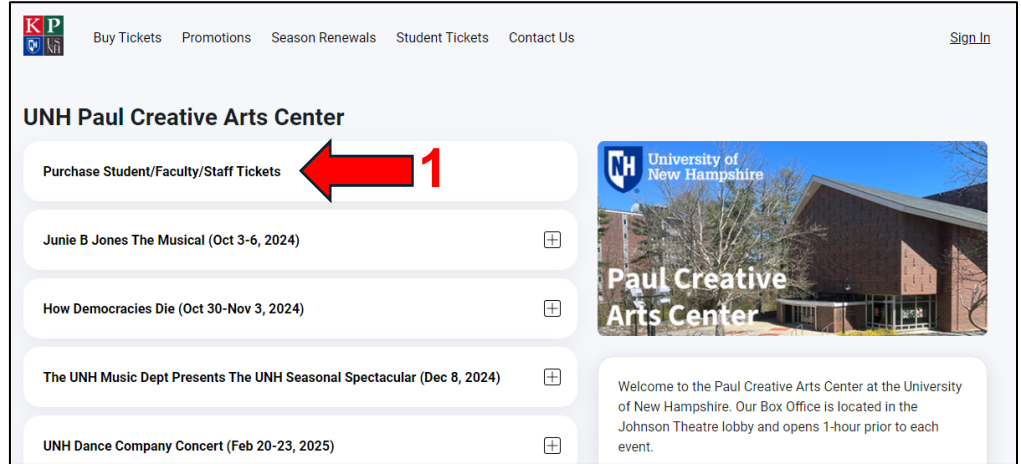 K P
NH US
NH
Buy Tickets Promotions Season Renewals Student Tickets Contact Us Sign In
UNH Paul Creative Arts Center
Purchase Student/Faculty/Staff Tickets
1
Junie B Jones The Musical (Oct 3-6, 2024)
How Democracies Die (Oct 30-Nov 3, 2024)
The UNH Music Dept Presents The UNH Seasonal Spectacular (Dec 8, 2024)
UNH Dance Company Concert (Feb 20-23, 2025)
NH University of
New Hampshire
Paul Creative
Arts Center
Welcome to the Paul Creative Arts Center at the University
of New Hampshire. Our Box Office is located in the
Johnson Theatre lobby and opens 1-hour prior to each
event.